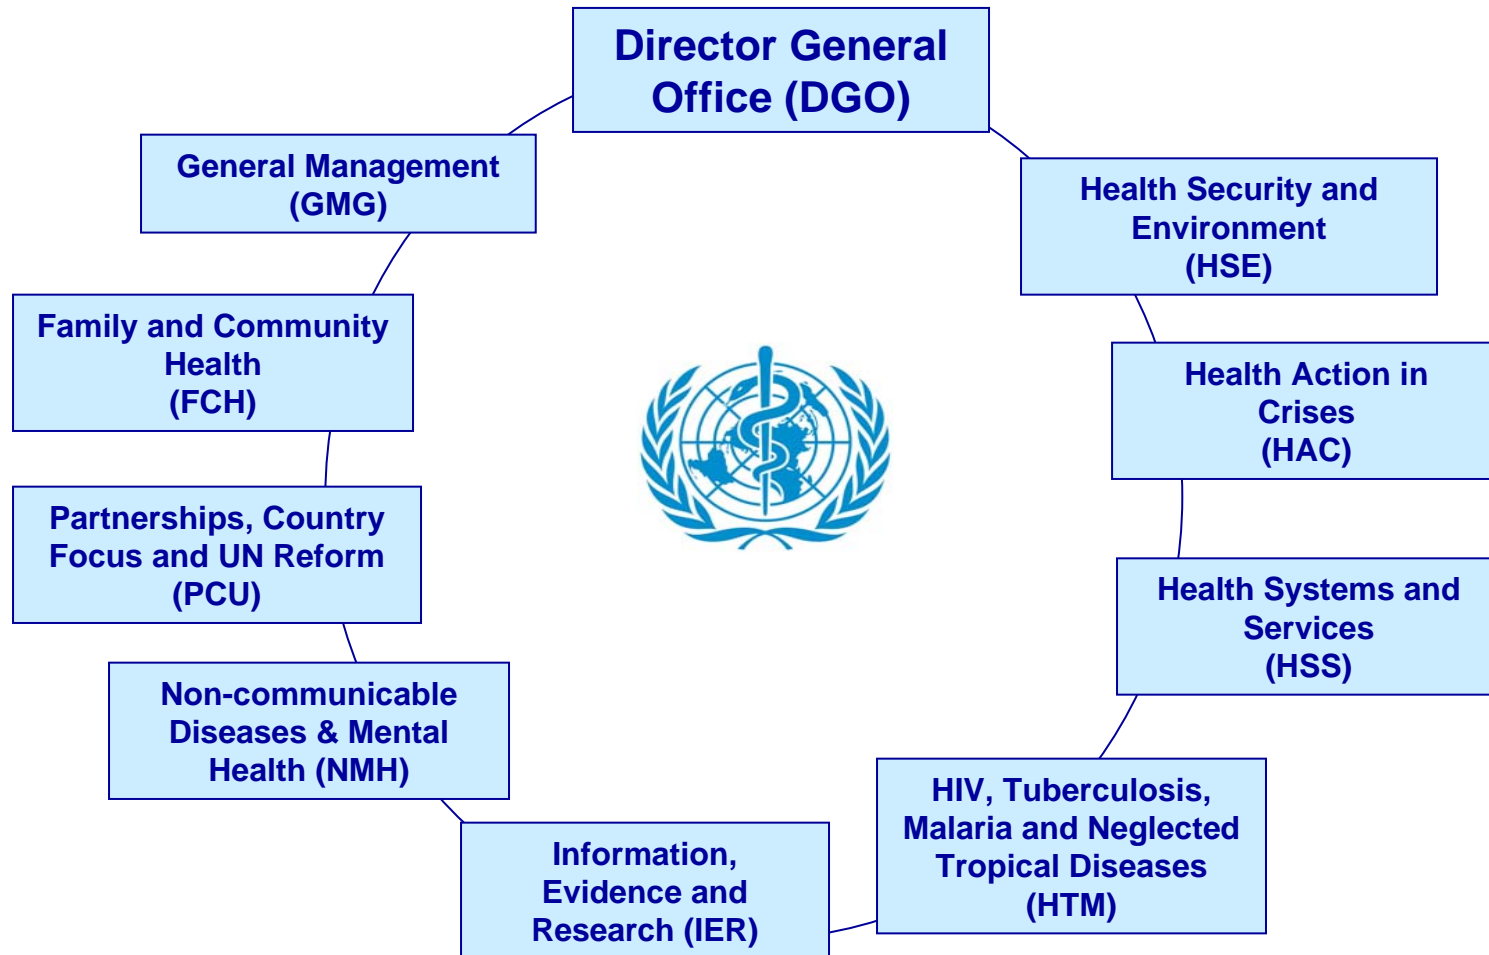 Director General
Office (DGO)
General Management
(GMG)
Health Security and
Environment
(HSE)
Family and Community
Health
(FCH)
Health Action in
Crises
(HAC)
Partnerships, Country
Focus and UN Reform
(PCU)
Health Systems and
Services
(HSS)
Non-communicable
Diseases & Mental
Health (NMH)
HIV, Tuberculosis,
Malaria and Neglected
Tropical Diseases
(HTM)
Information,
Evidence and
Research (IER)